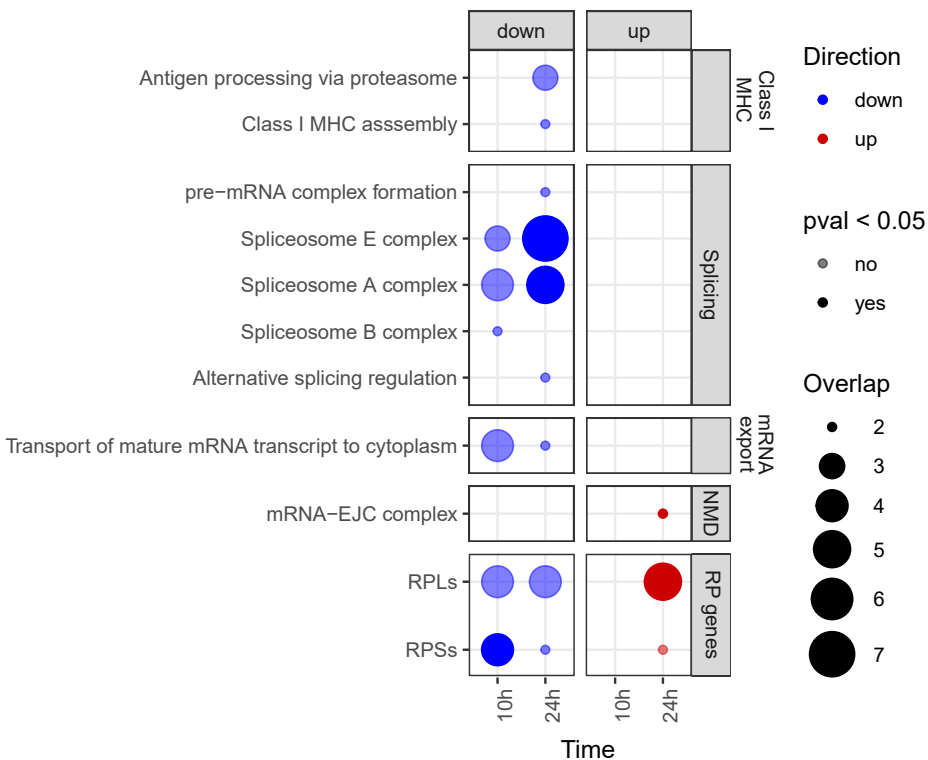 down
up
Antigen processing via proteasome
Class I MHC asssembly
Class I
MHC
pre−mRNA complex formation
Spliceosome E complex
Spliceosome A complex
Spliceosome B complex
Alternative splicing regulation
Splicing
Transport of mature mRNA transcript to cytoplasm
mRNA
export
mRNA−EJC complex
NMD
RPLs
RPSs
RP genes
10h
24h
10h
24h
Time
Direction
down
up
pval < 0.05
no
yes
Overlap
2
3
4
5
6
7